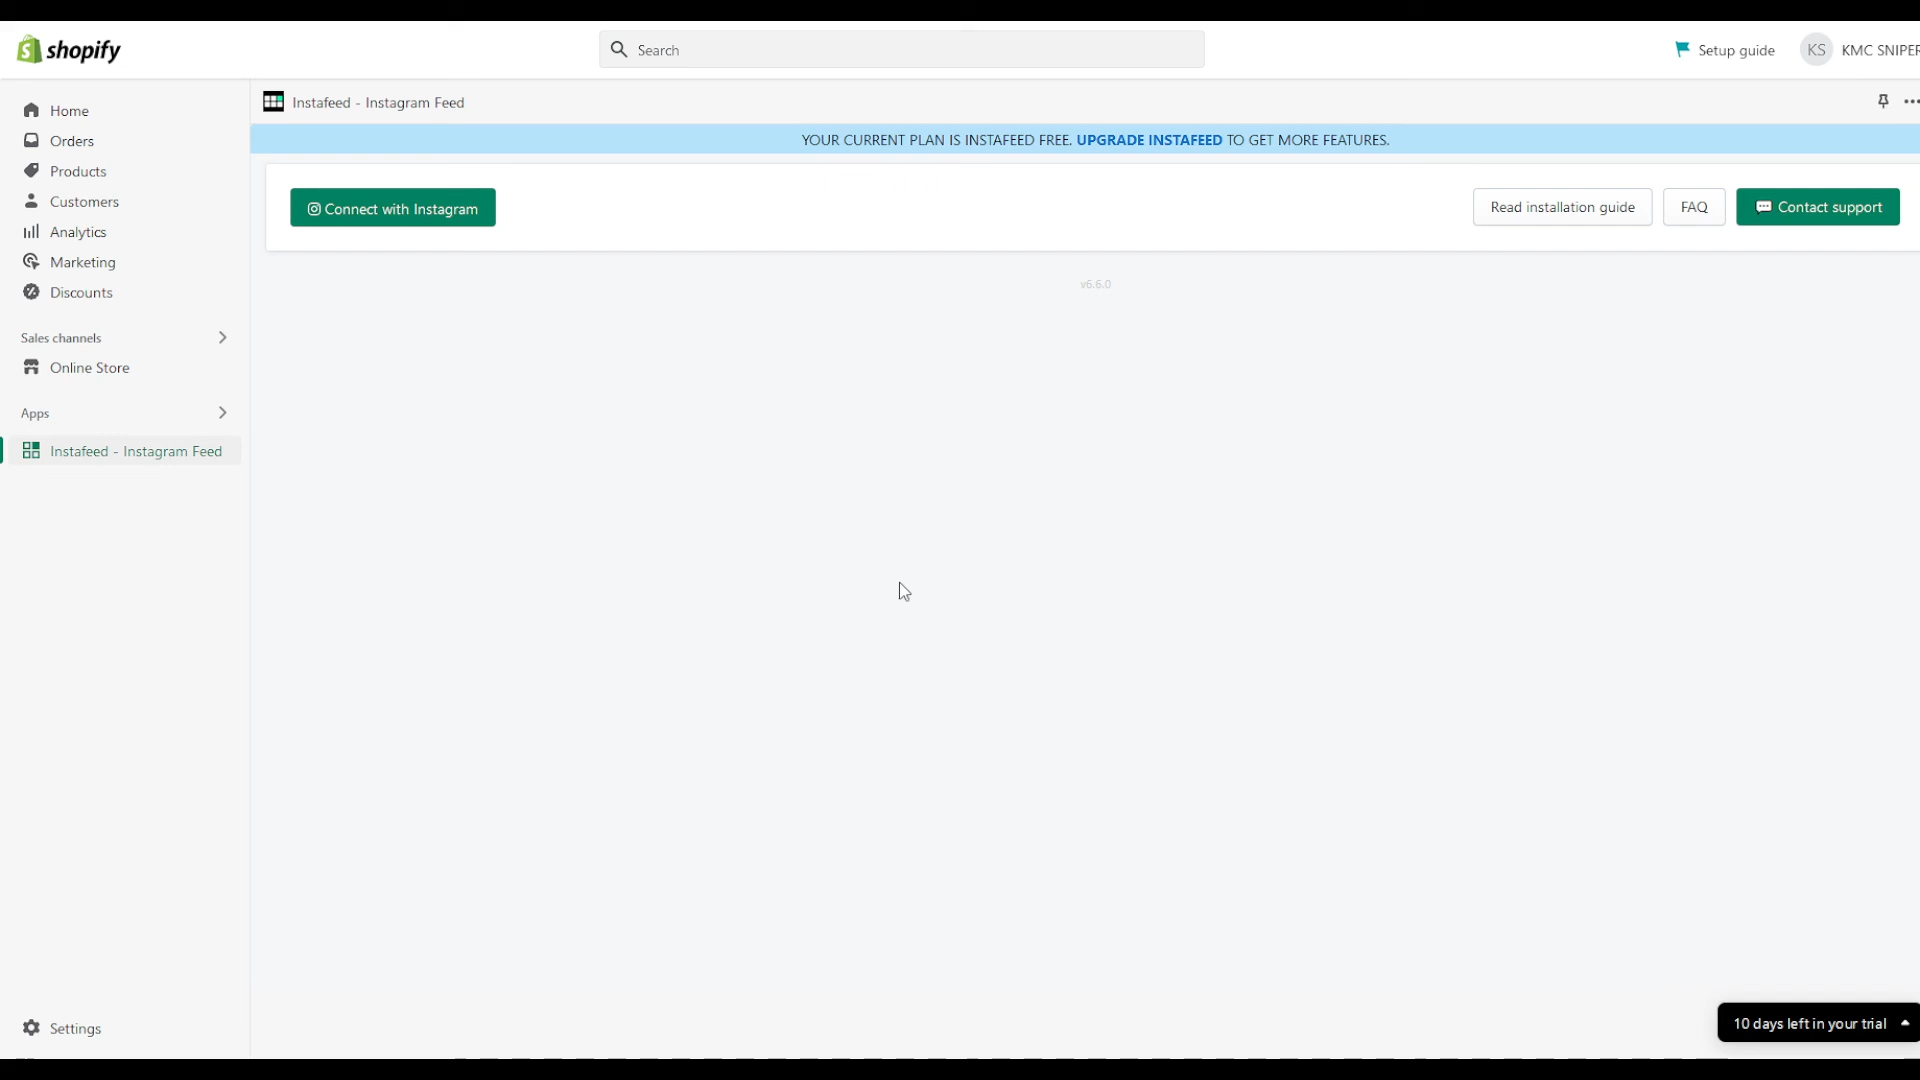 shopify
Search
Setup guide
KS
KMC SNIPER
Home
Orders
Products
Customers
Analytics
Marketing
Discounts
Sales channels
Online Store
Apps
Instafeed - Instagram Feed
Settings
Instafeed - Instagram Feed
YOUR CURRENT PLAN IS INSTAFEED FREE. UPGRADE INSTAFEED TO GET MORE FEATURES.
Connect with Instagram
Read installation guide
FAQ
Contact support
v6.6.0
10 days left in your trial